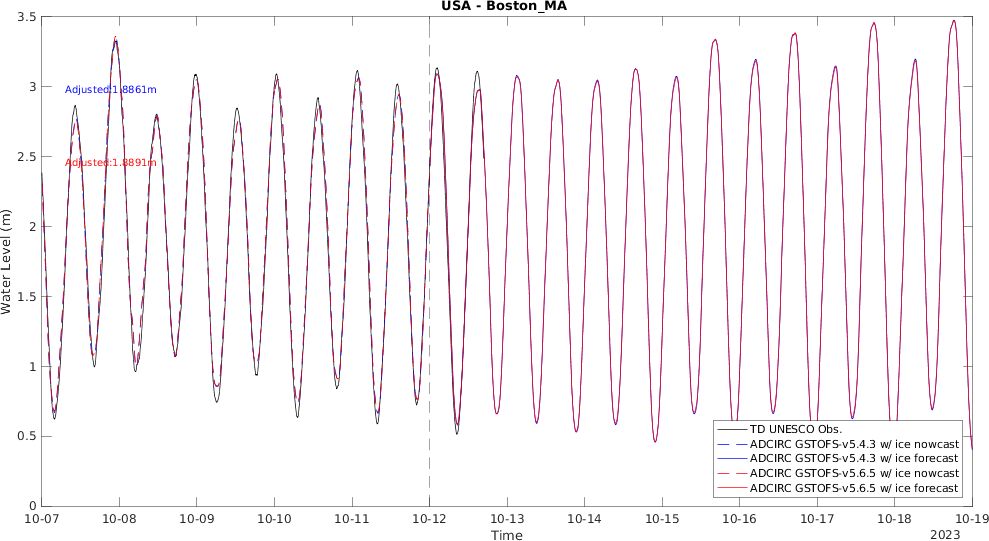 USA - Boston_MA
3.5
3
2.5
2
1.5
1
0.5
0
Water Level (m)
Adjusted:1.8861m
Adjusted:1.8891m
TD UNESCO Obs.
ADCIRC GSTOFS-v5.4.3 w/ ice nowcast
ADCIRC GSTOFS-v5.4.3 w/ ice forecast
ADCIRC GSTOFS-v5.6.5 w/ ice nowcast
ADCIRC GSTOFS-v5.6.5 w/ ice forecast
10-07 10-08 10-09 10-10 10-11 10-12 10-13 10-14 10-15 10-16 10-17 10-18 10-19
Time
2023